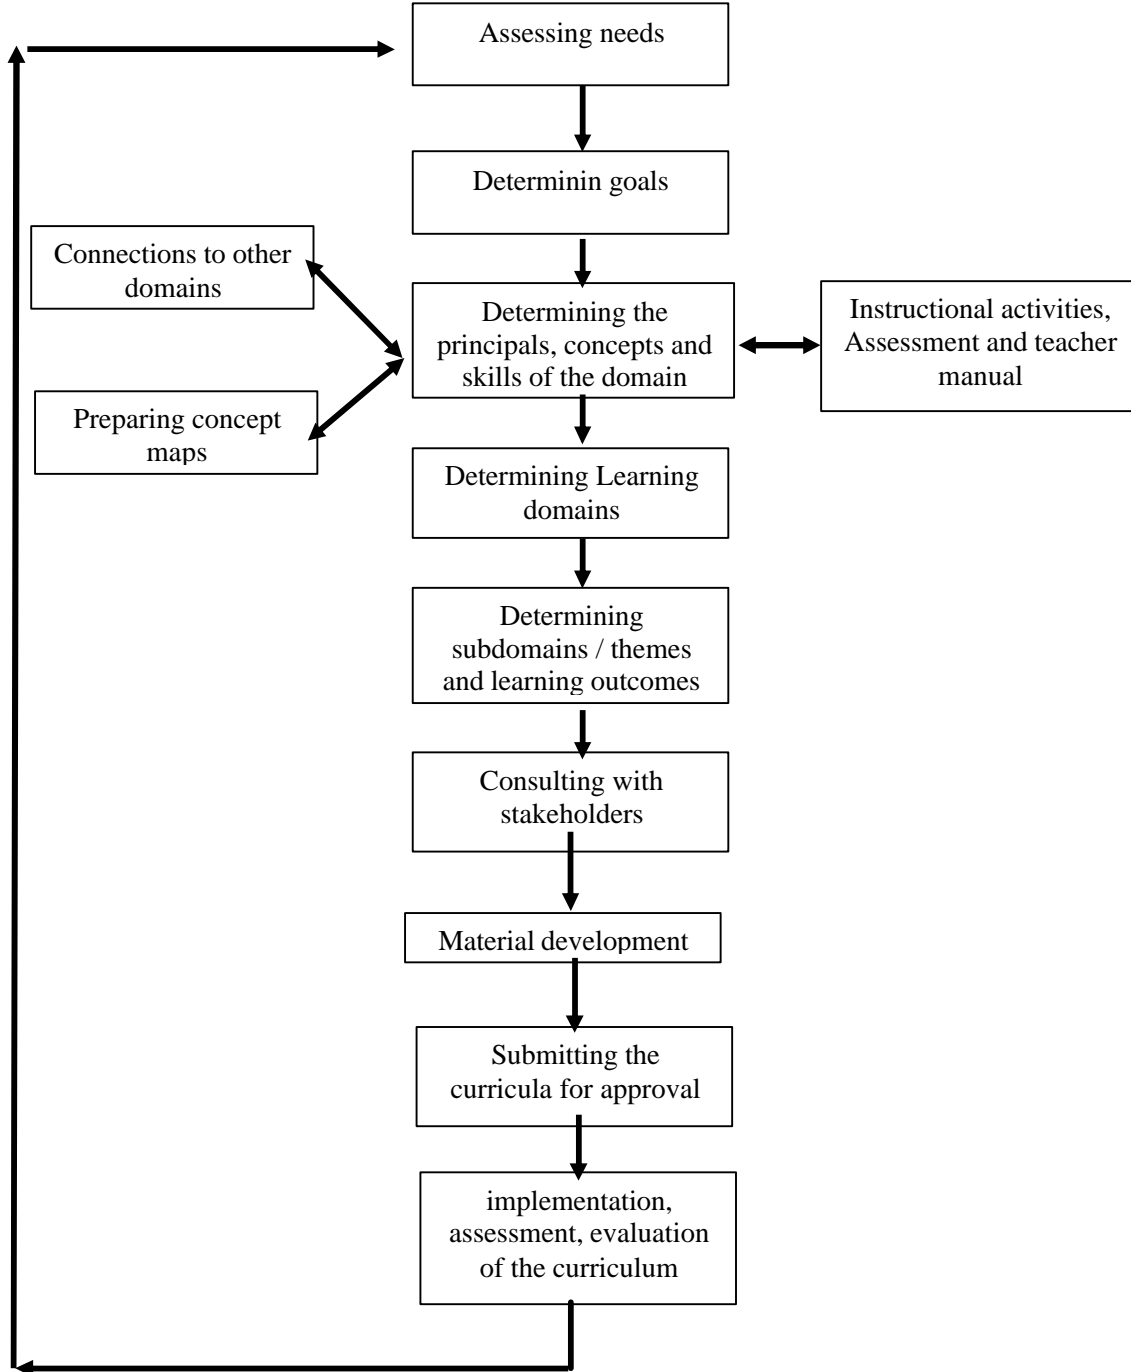 Assessing needs
Determinin goals
Connections to other
domains
Determining the
principals, concepts and
skills of the domain
Instructional activities,
Assessment and teacher
manual
Preparing concept
maps
Determining Learning
domains
Determining
subdomains / themes
and learning outcomes
Consulting with
stakeholders
Material development
Submitting the
curricula for approval
implementation,
assessment, evaluation
of the curriculum